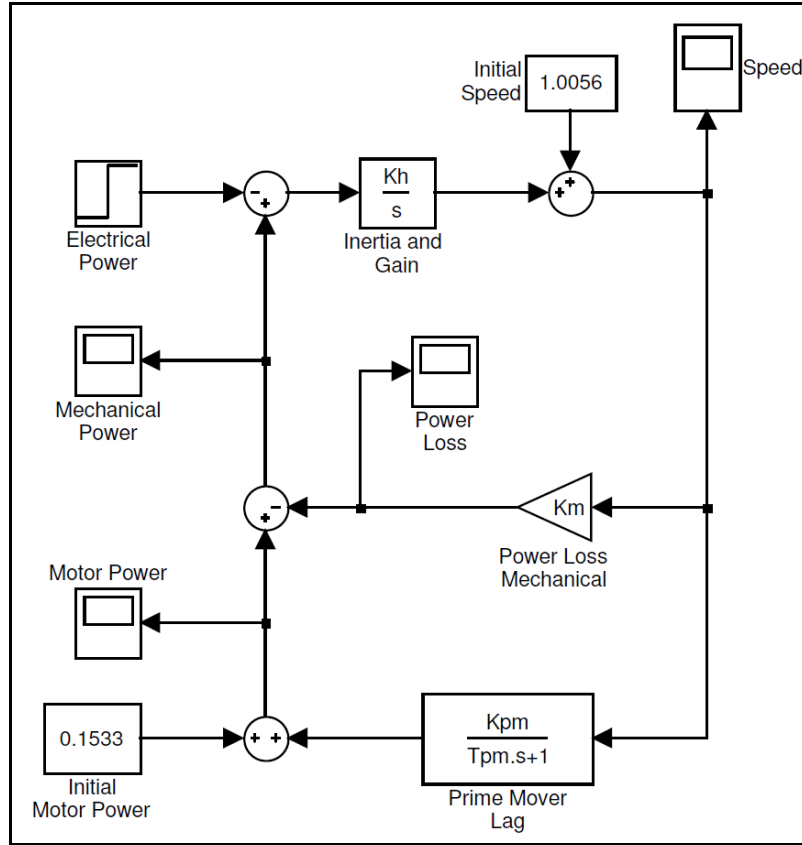 Initial
Speed
1.0056
Speed
Electrical
Power
-
+
Kh
s
Inertia and
Gain
+
+
Mechanical
Power
Power
Loss
+
-
Km
Power Loss
Mechanical
Motor Power
0.1533
Initial
Motor Power
+ +
Kpm
Tpm.s+1
Prime Mover
Lag